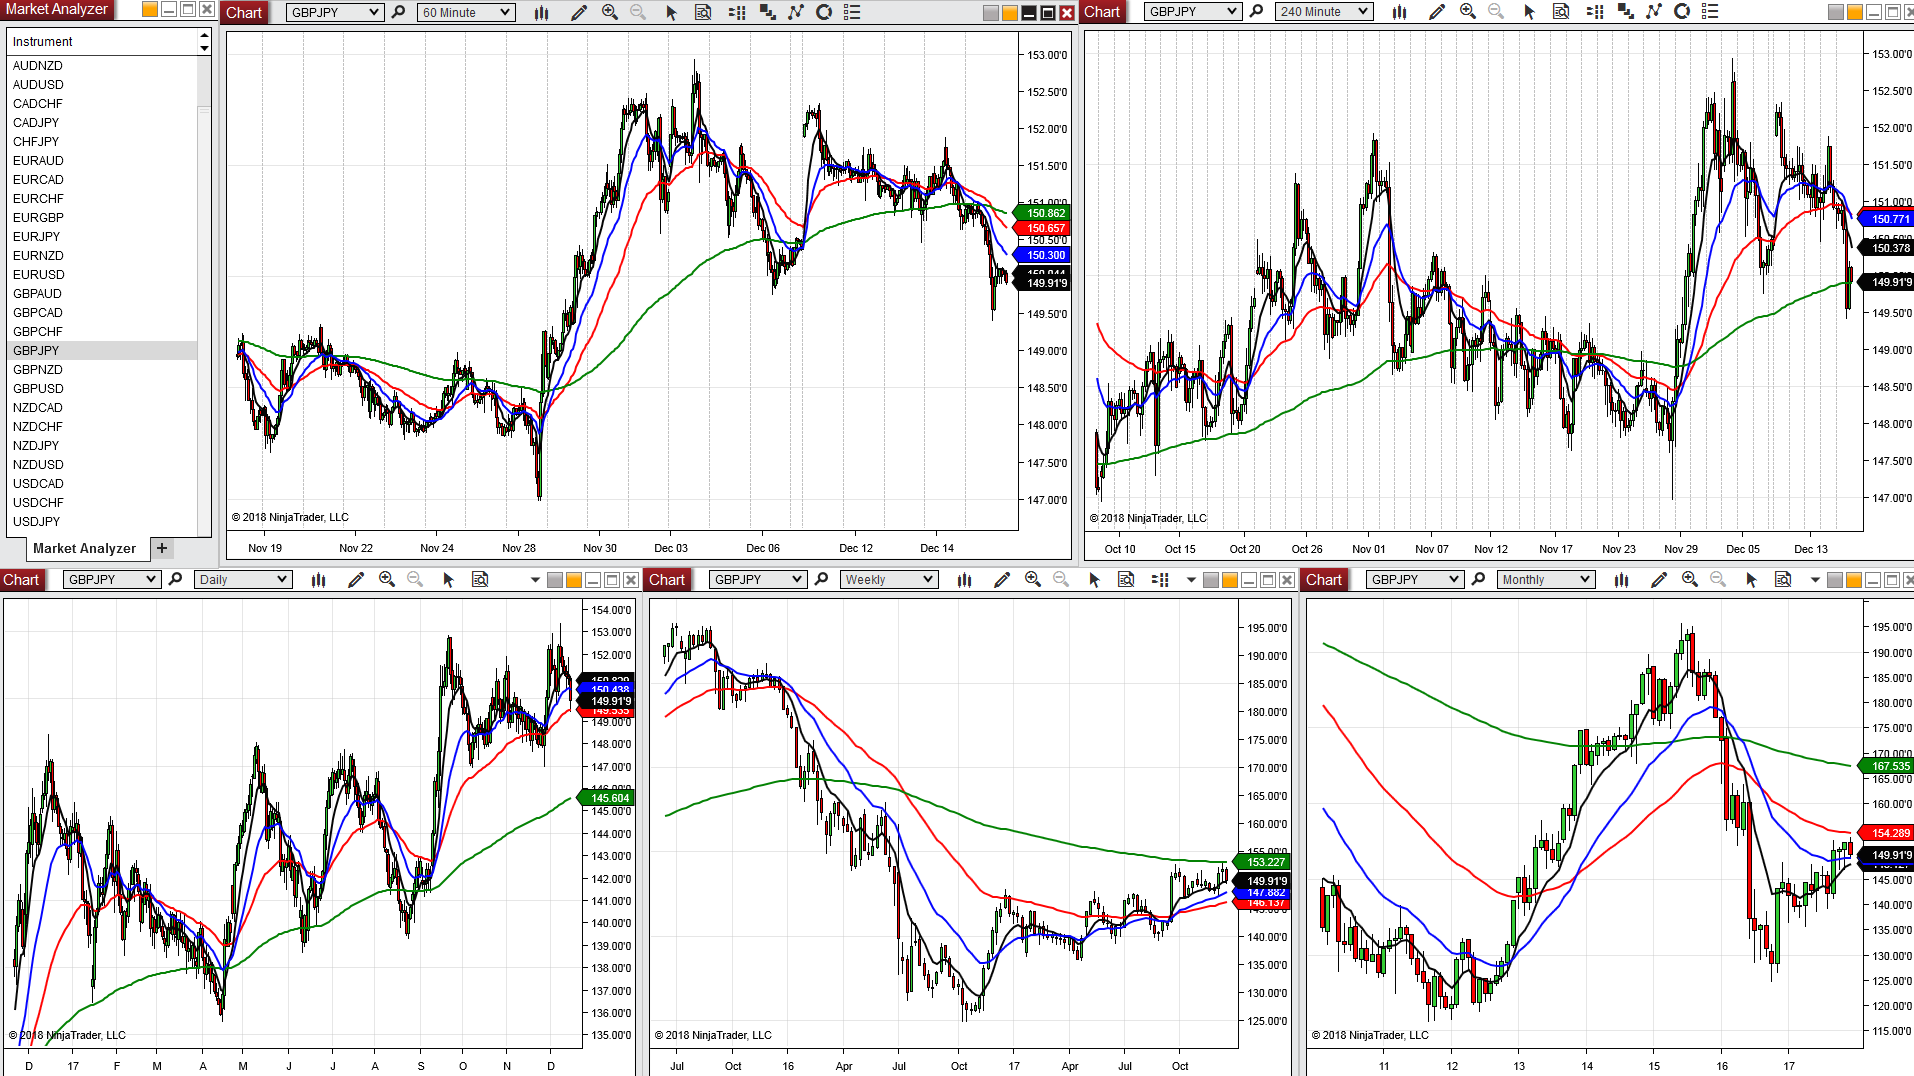 Market Analyzer
Instrument
AUDNZD
AUDUSD
CADCHF
CADJPY
CHFJPY
EURAUD
EURCAD
EURCHF
EURGBP
EURJPY
EURNZD
EURUSD
GBPAUD
GBPCAD
GBPCHF
GBPJPY
GBPNZD
GBPUSD
NZDCAD
NZDCHF
NZDJPY
NZDUSD
USDCAD
USDCHF
USDJPY
Market Analyzer +
Chart GBPJPY 60 Minute
153.00'0
152.50'0
152.00'0
151.50'0
151.00'0
150.862
150.657
150.50'0
150.300
149.91'9
149.50'0
149.00'0
148.50'0
148.00'0
147.50'0
147.00'0
© 2018 NinjaTrader, LLC
Nov 19 Nov 22 Nov 24 Nov 28 Nov 30 Dec 03 Dec 06 Dec 12 Dec 14
Chart GBPJPY 240 Minute
153.00'0
152.50'0
152.00'0
151.50'0
151.00'0
150.771
150.378
149.91'9
149.50'0
149.00'0
148.50'0
148.00'0
147.50'0
147.00'0
© 2018 NinjaTrader, LLC
Oct 10 Oct 15 Oct 20 Oct 26 Nov 01 Nov 07 Nov 12 Nov 17 Nov 23 Nov 29 Dec 05 Dec 13
Chart GBPJPY Daily
154.00'0
153.00'0
152.00'0
150.438
149.91'9
149.00'0
148.00'0
147.00'0
146.00'0
145.604
144.00'0
143.00'0
142.00'0
141.00'0
140.00'0
139.00'0
138.00'0
137.00'0
136.00'0
135.00'0
© 2018 NinjaTrader, LLC
D 17 F M A M J J A S O N D
Chart GBPJPY Weekly
195.00'0
190.00'0
185.00'0
180.00'0
175.00'0
170.00'0
165.00'0
160.00'0
155.00'0
153.227
149.91'9
147.882
146.137
140.00'0
135.00'0
130.00'0
125.00'0
© 2018 NinjaTrader, LLC
Jul Oct 16 Apr Jul Oct 17 Apr Jul Oct
Chart GBPJPY Monthly
195.00'0
190.00'0
185.00'0
180.00'0
175.00'0
170.00'0
167.535
165.00'0
160.00'0
154.289
149.91'9
145.00'0
140.00'0
135.00'0
130.00'0
125.00'0
120.00'0
115.00'0
© 2018 NinjaTrader, LLC
11 12 13 14 15 16 17